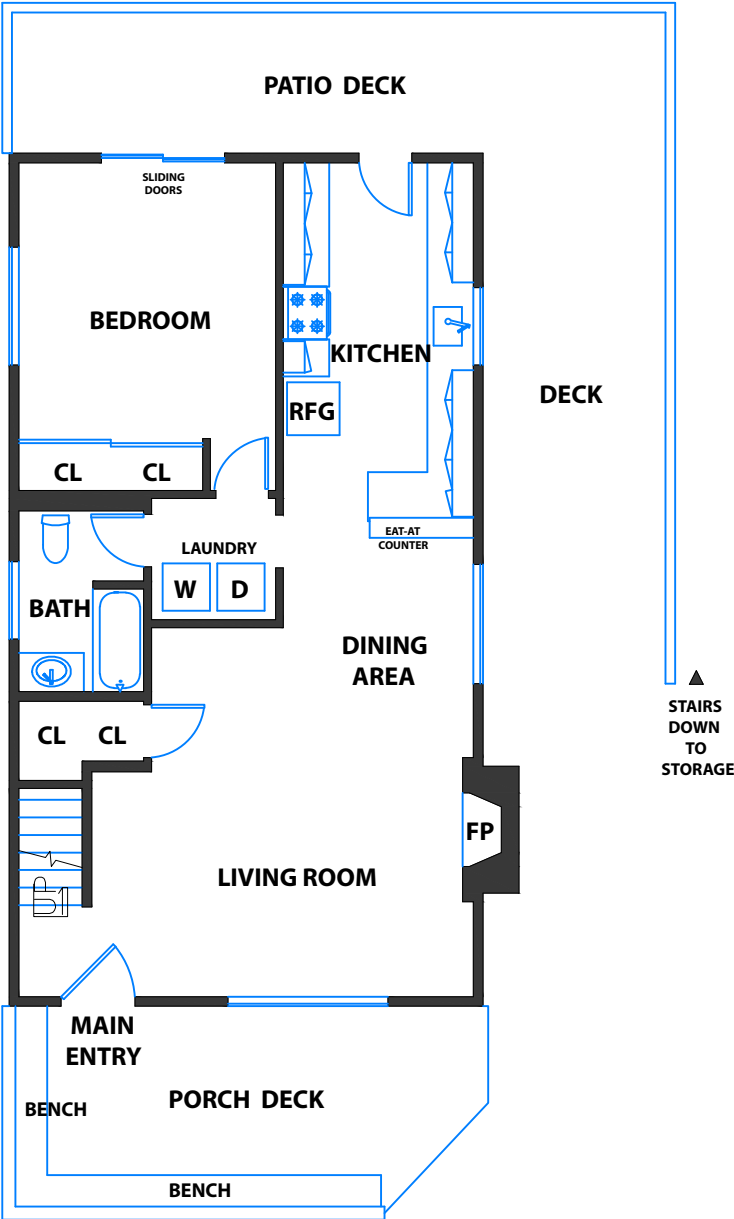 PATIO DECK
SLIDING
DOORS
BEDROOM
KITCHEN
RFG
DECK
CL CL
EAT-AT
COUNTER
LAUNDRY
W D
BATH
DINING
AREA
STAIRS
DOWN
TO
STORAGE
CL CL
FP
LIVING ROOM
UP
MAIN
ENTRY
PORCH DECK
BENCH
BENCH